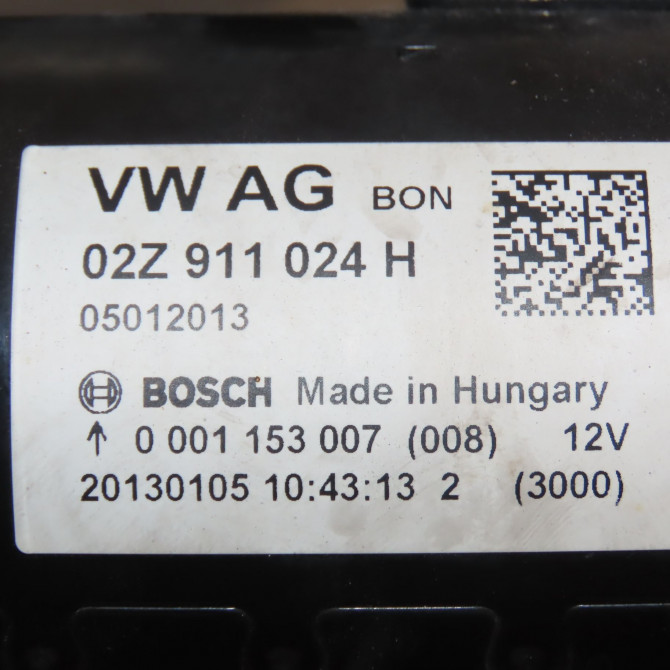 VW AG BON
02Z 911 024 H
05012013
BOSCH Made in Hungary
↑ 0 001 153 007 (008) 12V
20130105 10:43:13 2 (3000)